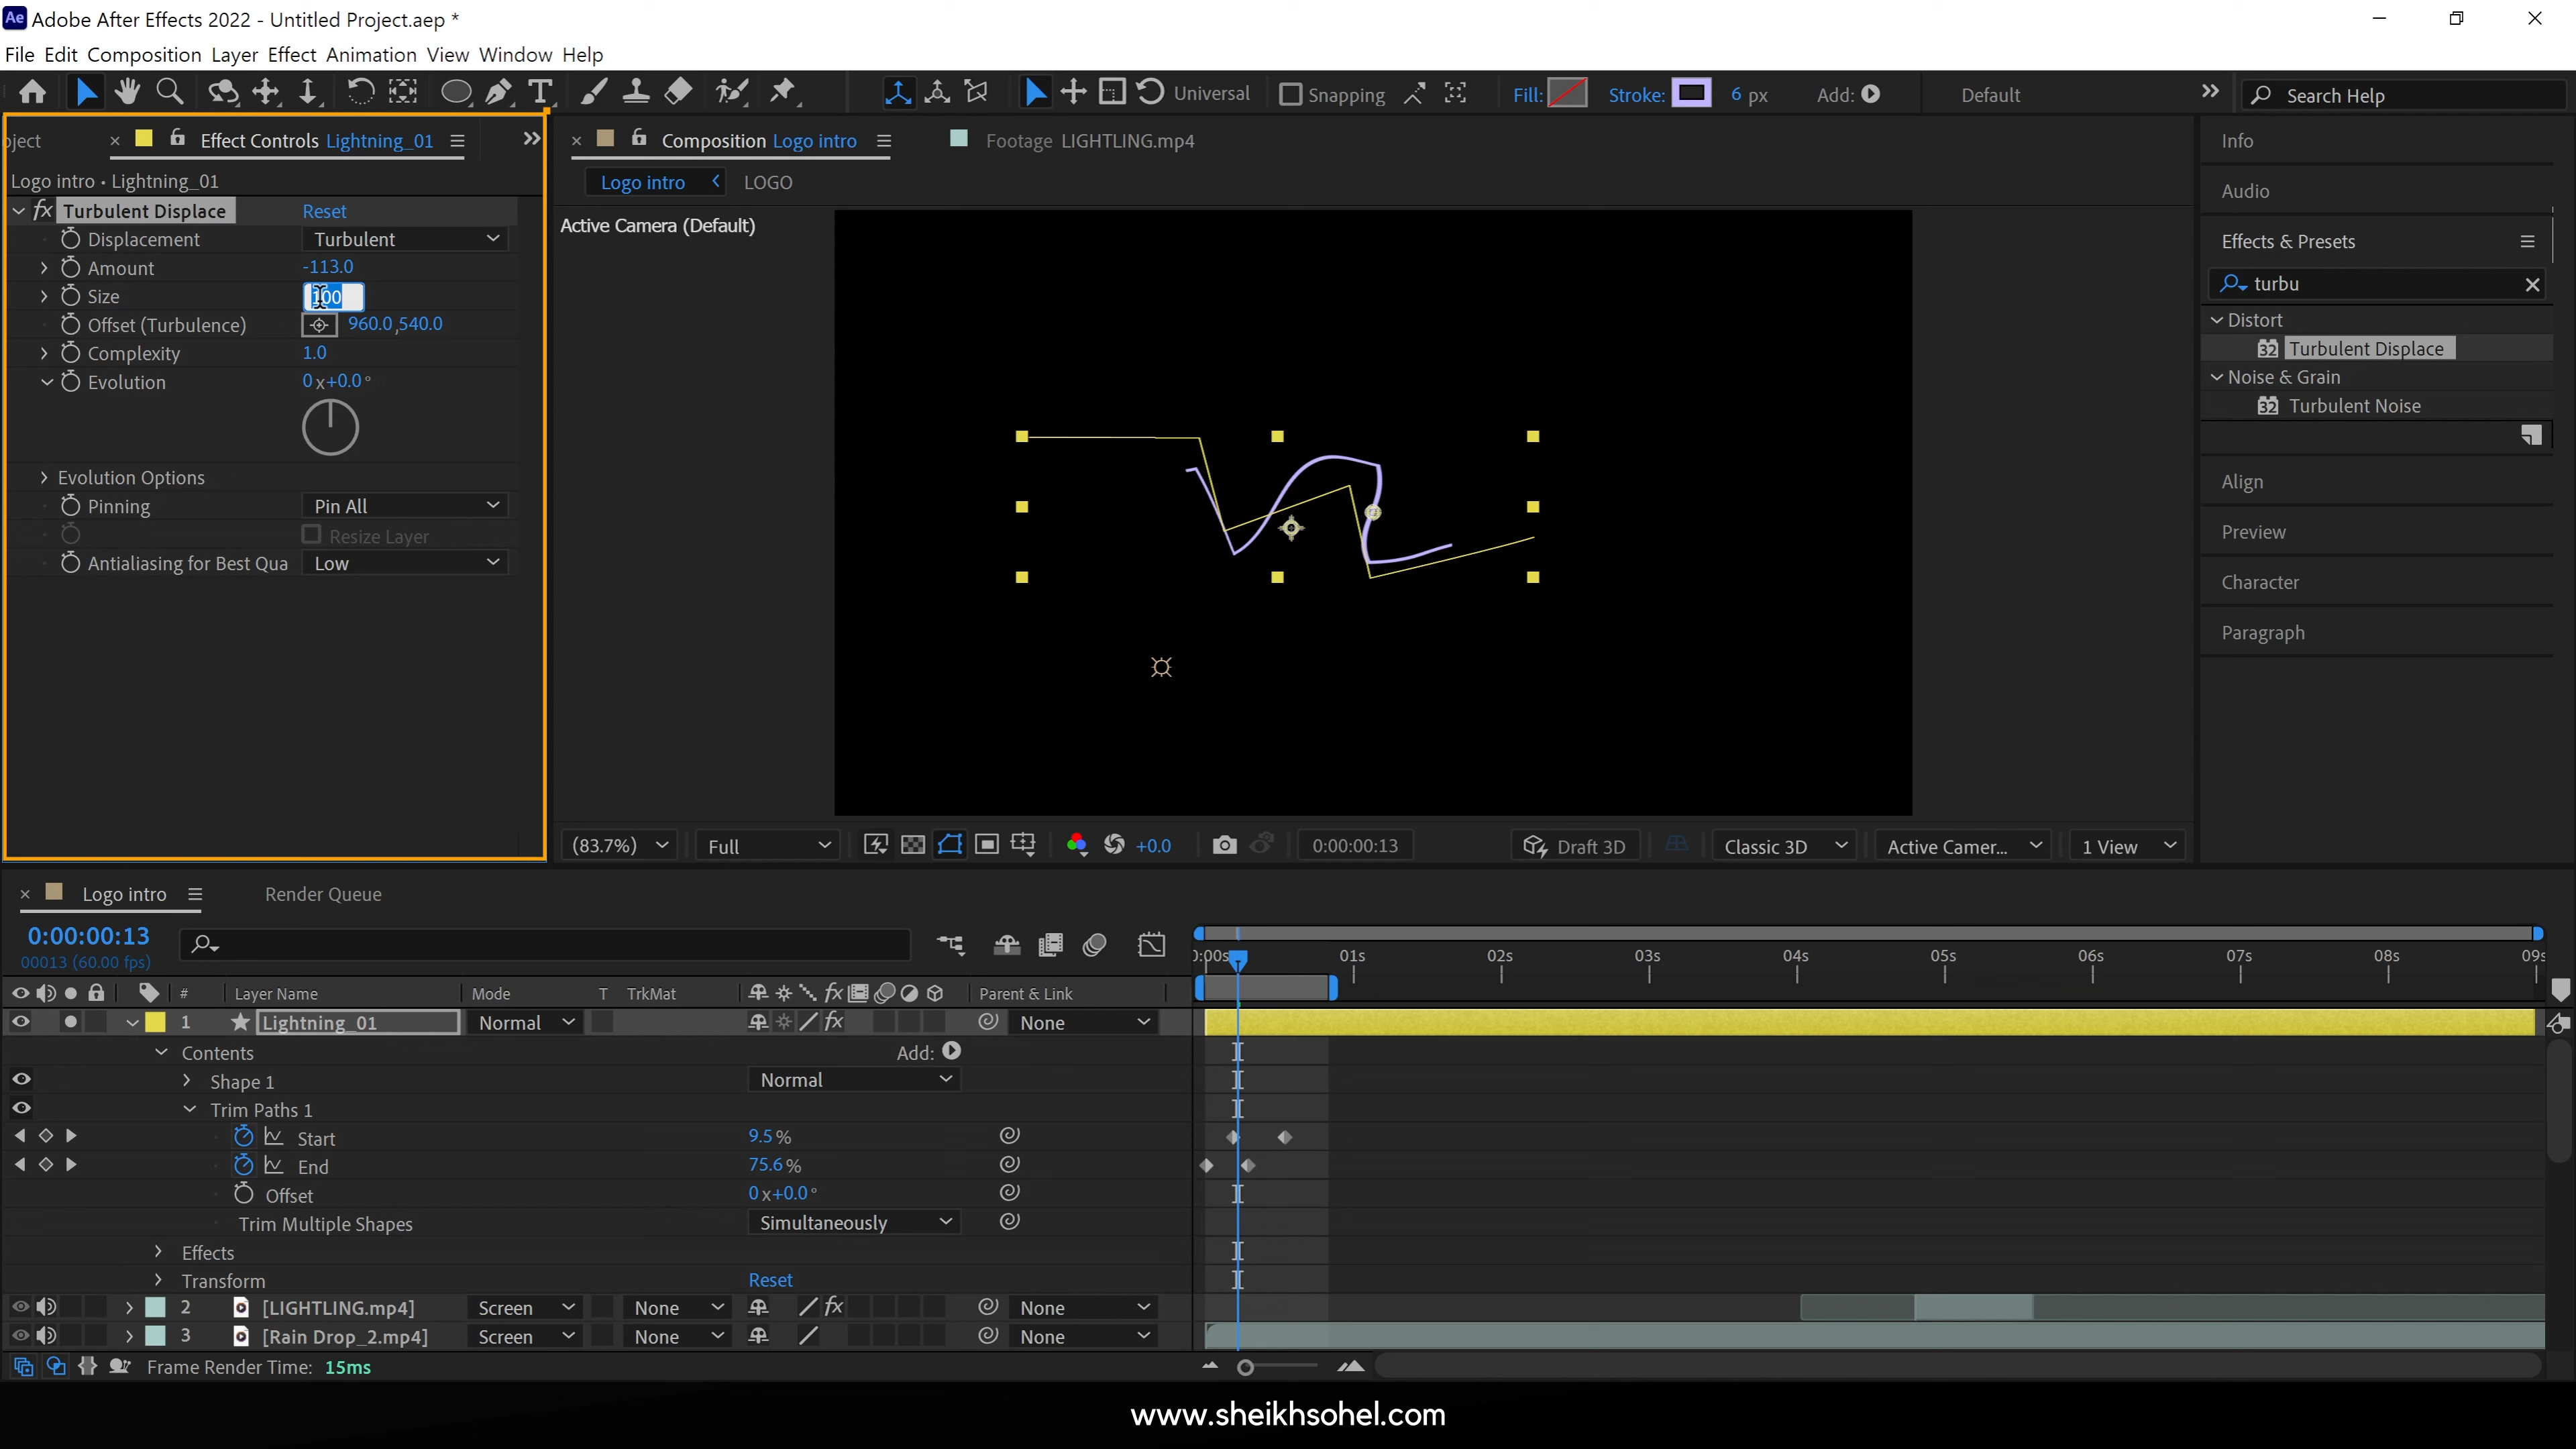 Ae Adobe After Effects 2022 - Untitled Project.aep *
File Edit Composition Layer Effect Animation View Window Help
Universal Snapping Fill: Stroke: 6 px Add: Default Search Help
oject Effect Controls Lightning_01
Logo intro • Lightning_01
Turbulent Displace Reset
Displacement Turbulent
Amount -113.0
Size 100
Offset (Turbulence) 960.0,540.0
Complexity 1.0
Evolution 0x+0.0°
Evolution Options
Pinning Pin All
Resize Layer
Antialiasing for Best Qua Low
Composition Logo intro Footage LIGHTLING.mp4
Logo intro LOGO
Active Camera (Default)
(83.7%) Full +0.0 0:00:00:13 Draft 3D Classic 3D Active Camer... 1 View
Info
Audio
Effects & Presets
turbu
Distort
32 Turbulent Displace
Noise & Grain
32 Turbulent Noise
Align
Preview
Character
Paragraph
Logo intro Render Queue
0:00:00:13
00013 (60.00 fps)
0:00s 01s 02s 03s 04s 05s 06s 07s 08s 09s
# Layer Name Mode T TrkMat Parent & Link
1 Lightning_01 Normal None
Contents Add:
Shape 1 Normal
Trim Paths 1
Start 9.5%
End 75.6%
Offset 0x+0.0°
Trim Multiple Shapes Simultaneously
Effects
Transform Reset
2 [LIGHTLING.mp4] Screen None None
3 [Rain Drop_2.mp4] Screen None None
Frame Render Time: 15ms
www.sheikhsohel.com